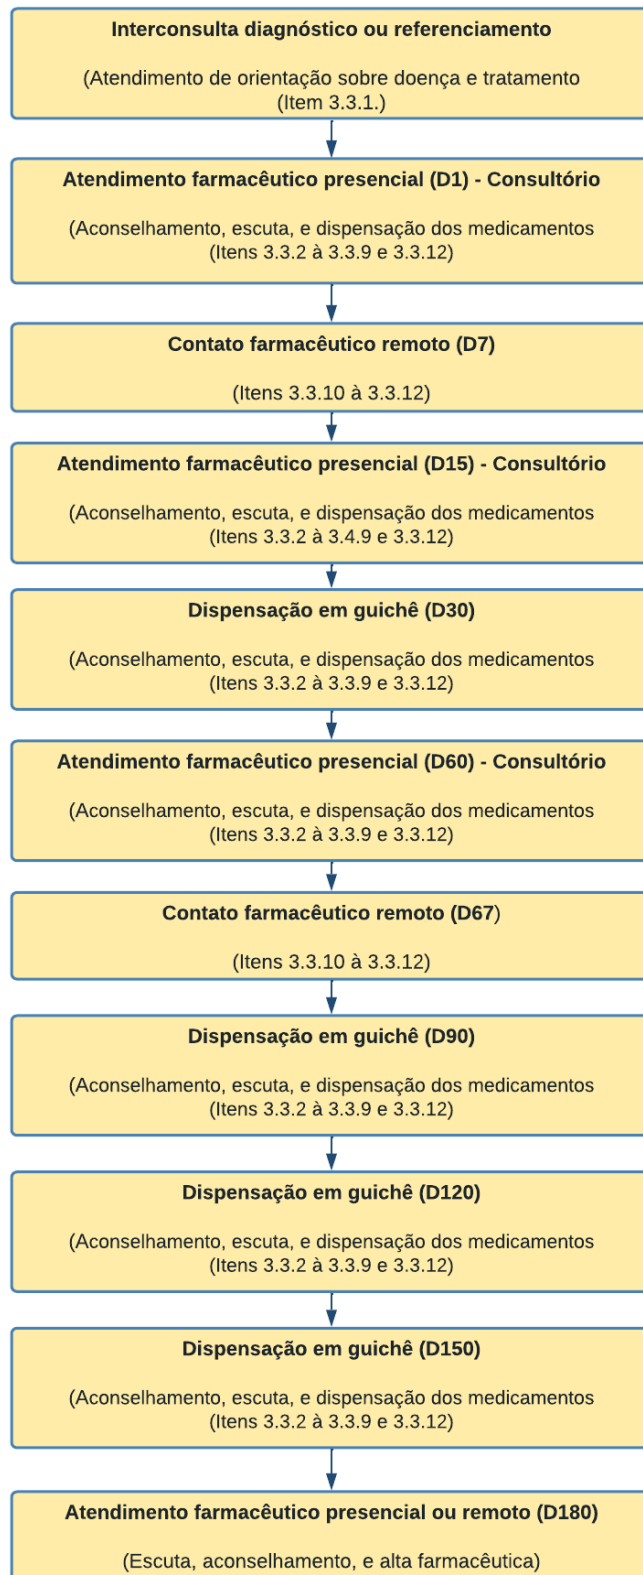 Interconsulta diagnóstico ou referenciamento
(Atendimento de orientação sobre doença e tratamento
(Item 3.3.1.)
Atendimento farmacêutico presencial (D1) - Consultório
(Aconselhamento, escuta, e dispensação dos medicamentos
(Itens 3.3.2 à 3.3.9 e 3.3.12)
Contato farmacêutico remoto (D7)
(Itens 3.3.10 à 3.3.12)
Atendimento farmacêutico presencial (D15) - Consultório
(Aconselhamento, escuta, e dispensação dos medicamentos
(Itens 3.3.2 à 3.4.9 e 3.3.12)
Dispensação em guichê (D30)
(Aconselhamento, escuta, e dispensação dos medicamentos
(Itens 3.3.2 à 3.3.9 e 3.3.12)
Atendimento farmacêutico presencial (D60) - Consultório
(Aconselhamento, escuta, e dispensação dos medicamentos
(Itens 3.3.2 à 3.3.9 e 3.3.12)
Contato farmacêutico remoto (D67)
(Itens 3.3.10 à 3.3.12)
Dispensação em guichê (D90)
(Aconselhamento, escuta, e dispensação dos medicamentos
(Itens 3.3.2 à 3.3.9 e 3.3.12)
Dispensação em guichê (D120)
(Aconselhamento, escuta, e dispensação dos medicamentos
(Itens 3.3.2 à 3.3.9 e 3.3.12)
Dispensação em guichê (D150)
(Aconselhamento, escuta, e dispensação dos medicamentos
(Itens 3.3.2 à 3.3.9 e 3.3.12)
Atendimento farmacêutico presencial ou remoto (D180)
(Escuta, aconselhamento, e alta farmacêutica)